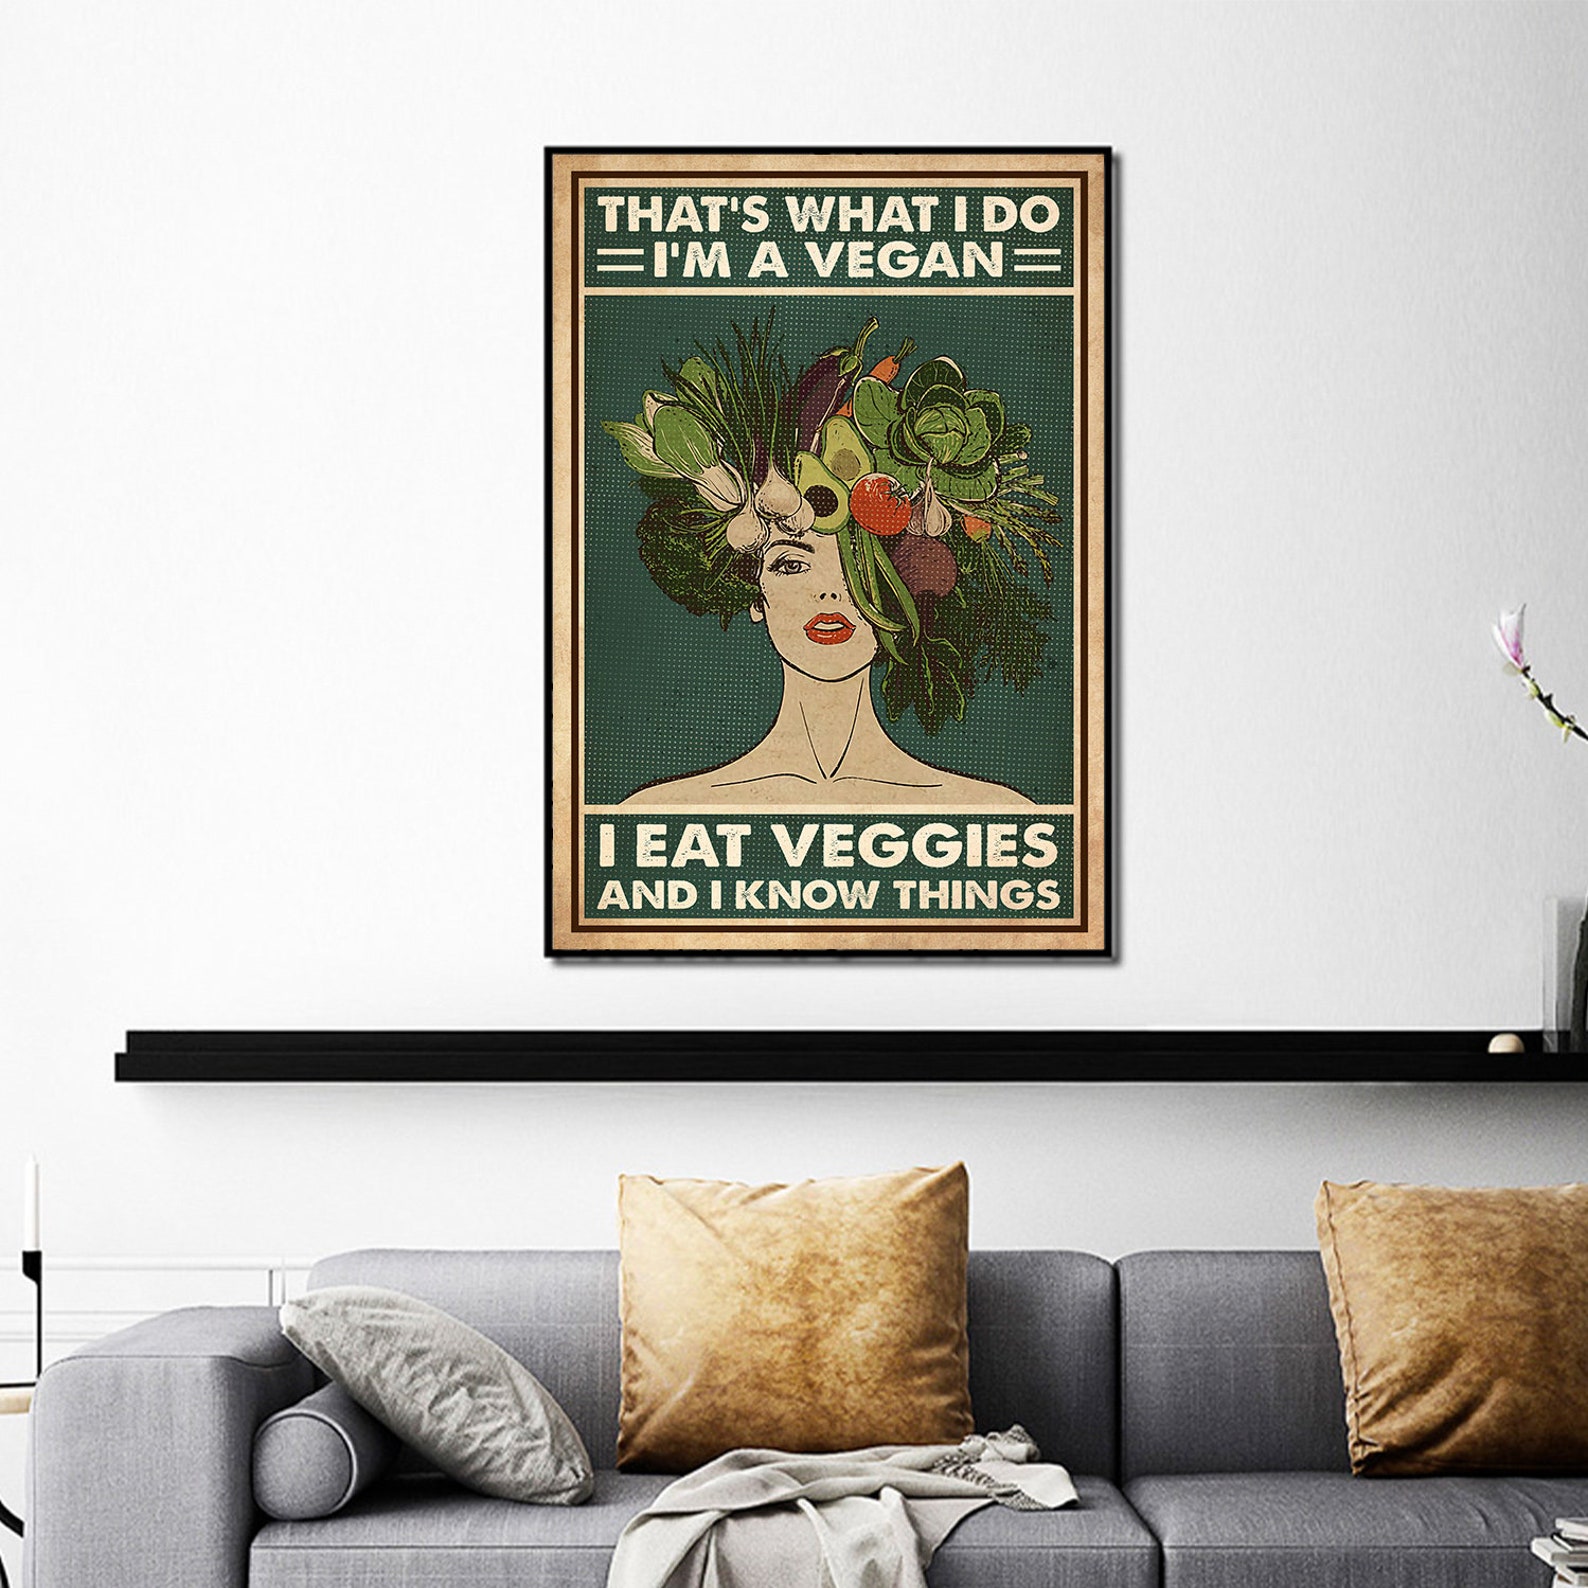 THAT'S WHAT I DO
I'M A VEGAN
I EAT VEGGIES
AND I KNOW THINGS